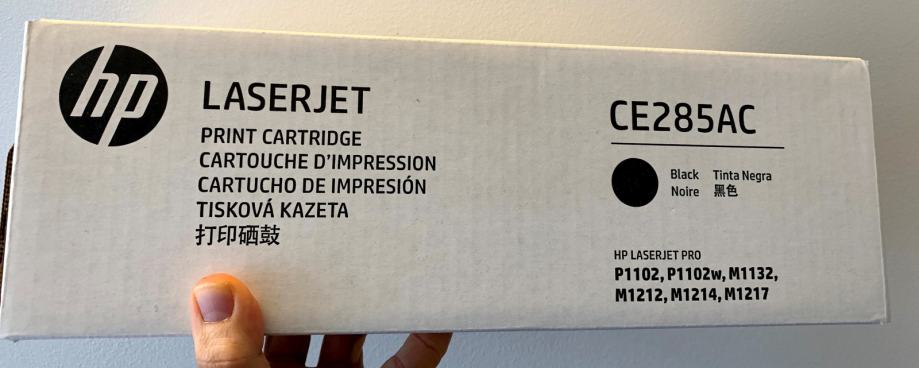 hp
LASERJET
PRINT CARTRIDGE
CARTOUCHE D'IMPRESSION
CARTUCHO DE IMPRESIÓN
TISKOVÁ KAZETA
打印硒鼓
CE285AC
Black Tinta Negra
Noire 黑色
HP LASERJET PRO
P1102, P1102w, M1132,
M1212, M1214, M1217